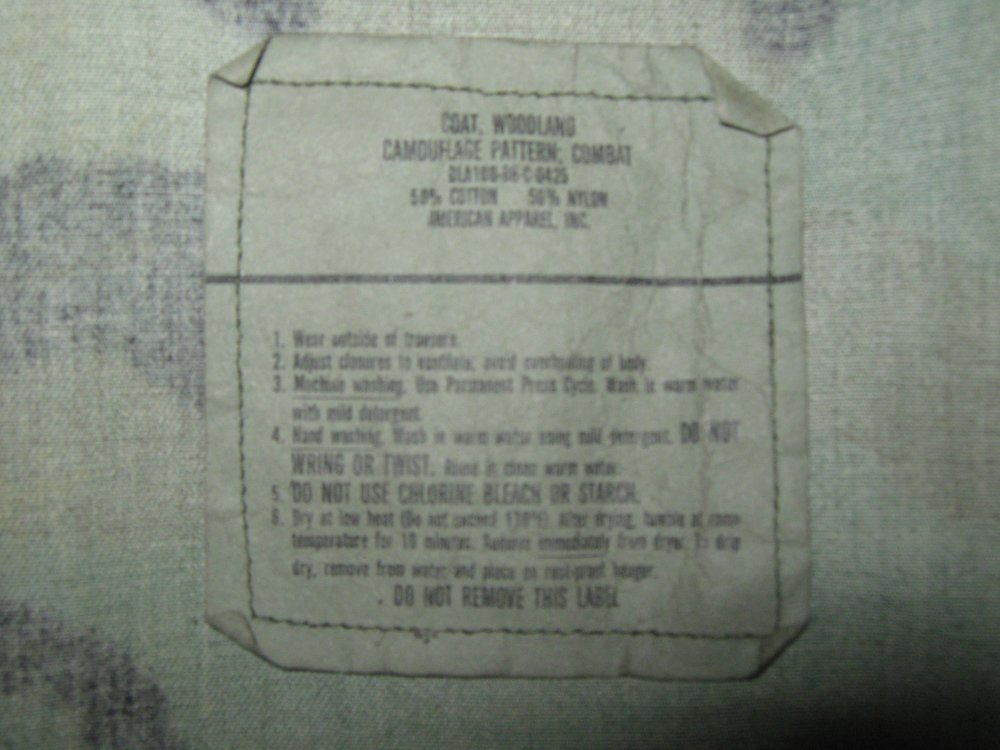 COAT, WOODLAND
CAMOUFLAGE PATTERN, COMBAT
DLA100-86-C-0425
50% COTTON 50% NYLON
AMERICAN APPAREL, INC.
1. Wear outside of trousers.
2. Adjust closures to ventilate; avoid overheating of body.
3. Machine washing. Use Permanent Press Cycle. Wash in warm water
with mild detergent.
4. Hand washing. Wash in warm water using mild detergent. DO NOT
WRING OR TWIST. Rinse in clean warm water.
5. DO NOT USE CHLORINE BLEACH OR STARCH.
6. Dry at low heat (Do not exceed 130°F). After drying, tumble at room
temperature for 10 minutes. Remove immediately from dryer. To drip
dry, remove from water and place on rust-proof hanger.
DO NOT REMOVE THIS LABEL